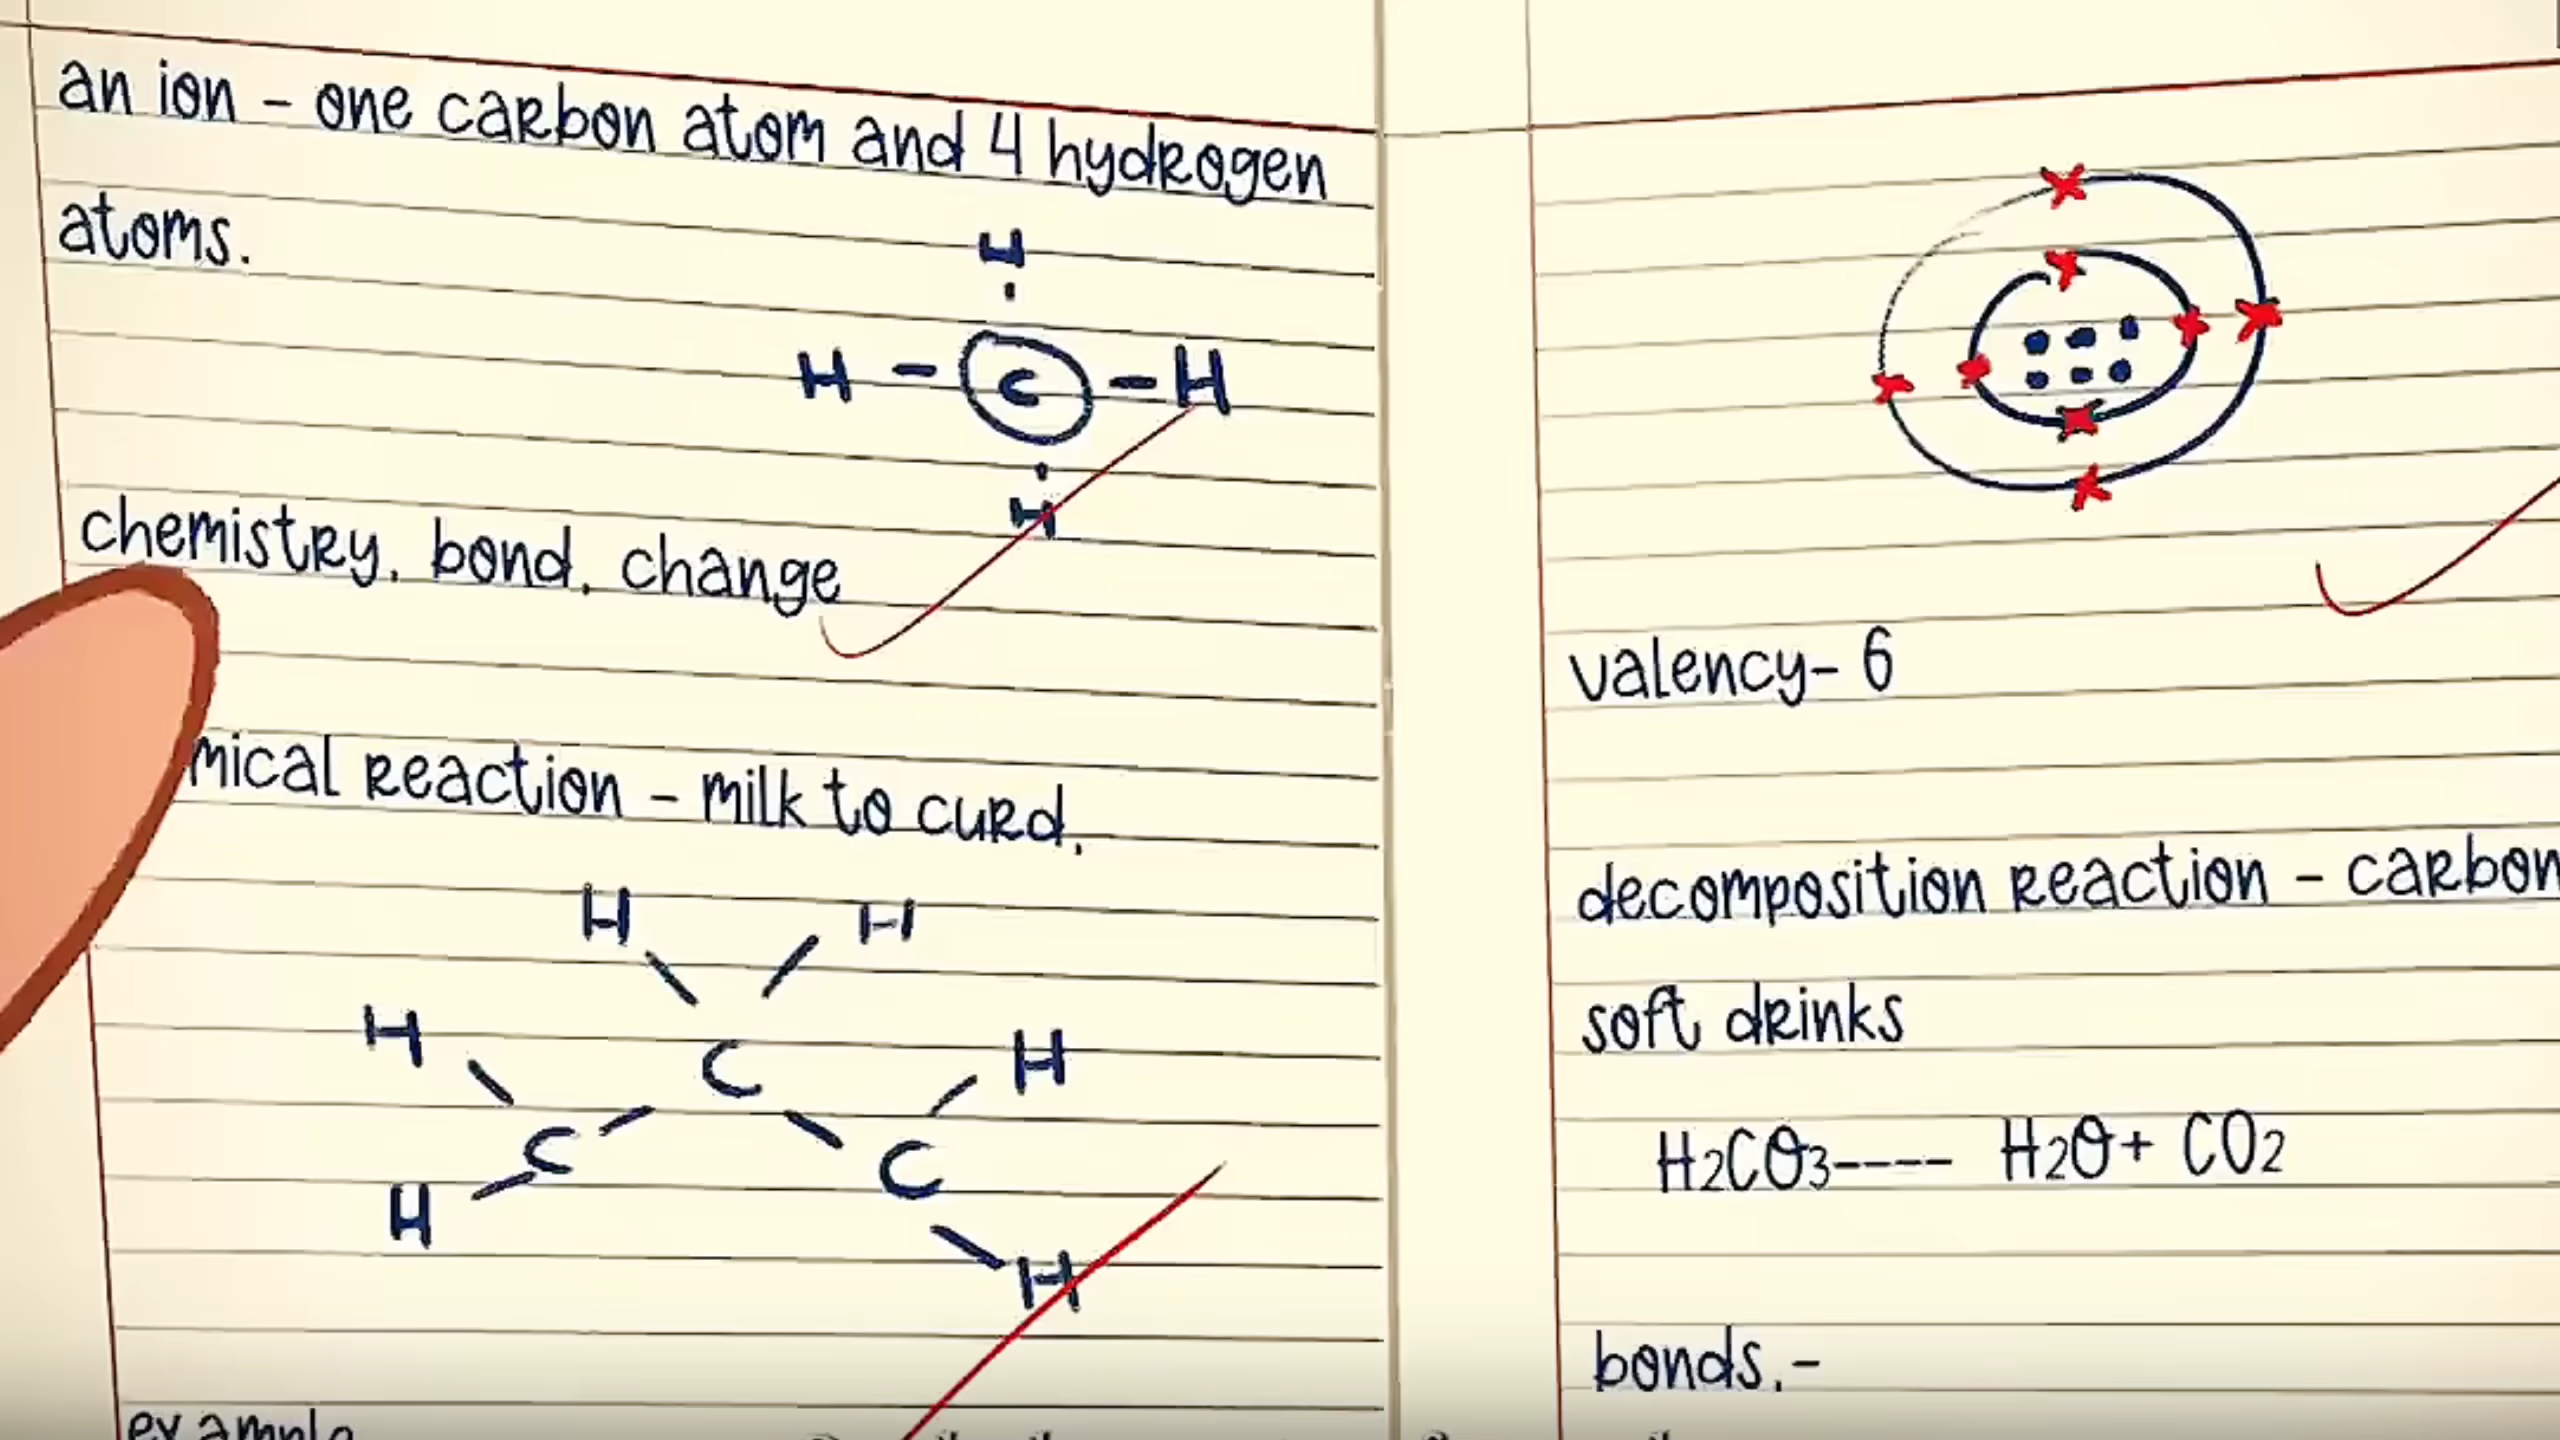 an ion - one carbon atom and 4 hydrogen
atoms.
H
H - C - H
H
chemistry, bond, change
mical reaction - milk to curd,
H H
H C H
C C
H H
example
valency- 6
decomposition reaction - carbon
soft drinks
H2CO3---- H2O+ CO2
bonds,-